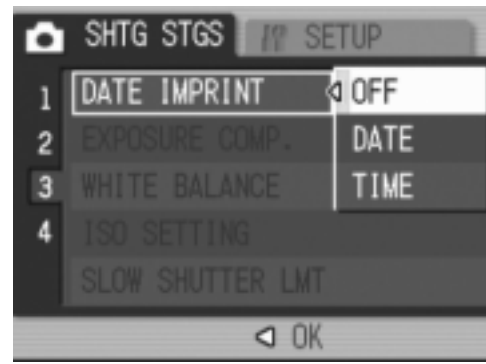 SHTG STGS SETUP
1 DATE IMPRINT OFF
2 EXPOSURE COMP. DATE
3 WHITE BALANCE TIME
4 ISO SETTING
SLOW SHUTTER LMT
OK